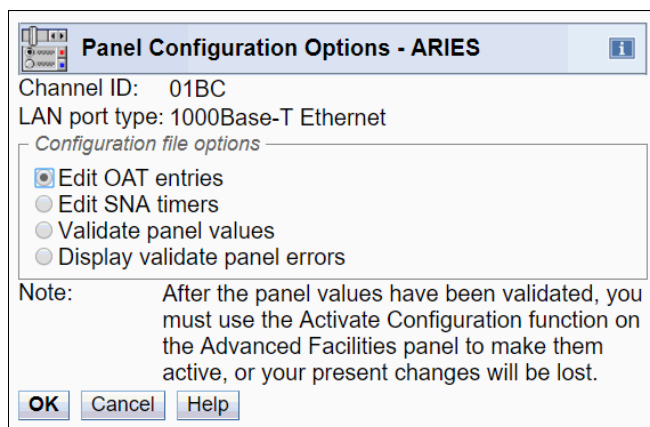 Panel Configuration Options - ARIES
i
Channel ID: 01BC
LAN port type: 1000Base-T Ethernet
Configuration file options
Edit OAT entries
Edit SNA timers
Validate panel values
Display validate panel errors
Note: After the panel values have been validated, you
must use the Activate Configuration function on
the Advanced Facilities panel to make them
active, or your present changes will be lost.
OK Cancel Help